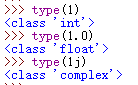 >>> type(1)
<class 'int'>
>>> type(1.0)
<class 'float'>
>>> type(1j)
<class 'complex'>
>>>